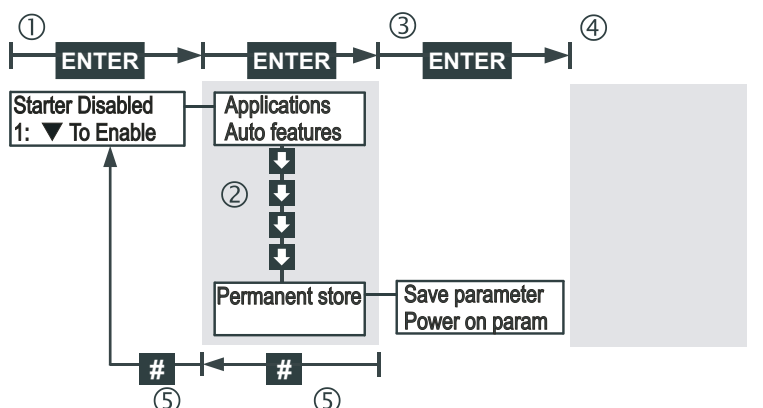 ① ③ ④
ENTER ENTER ENTER
Starter Disabled
1: ▼ To Enable
Applications
Auto features
②
Permanent store
Save parameter
Power on param
# #
⑤ ⑤